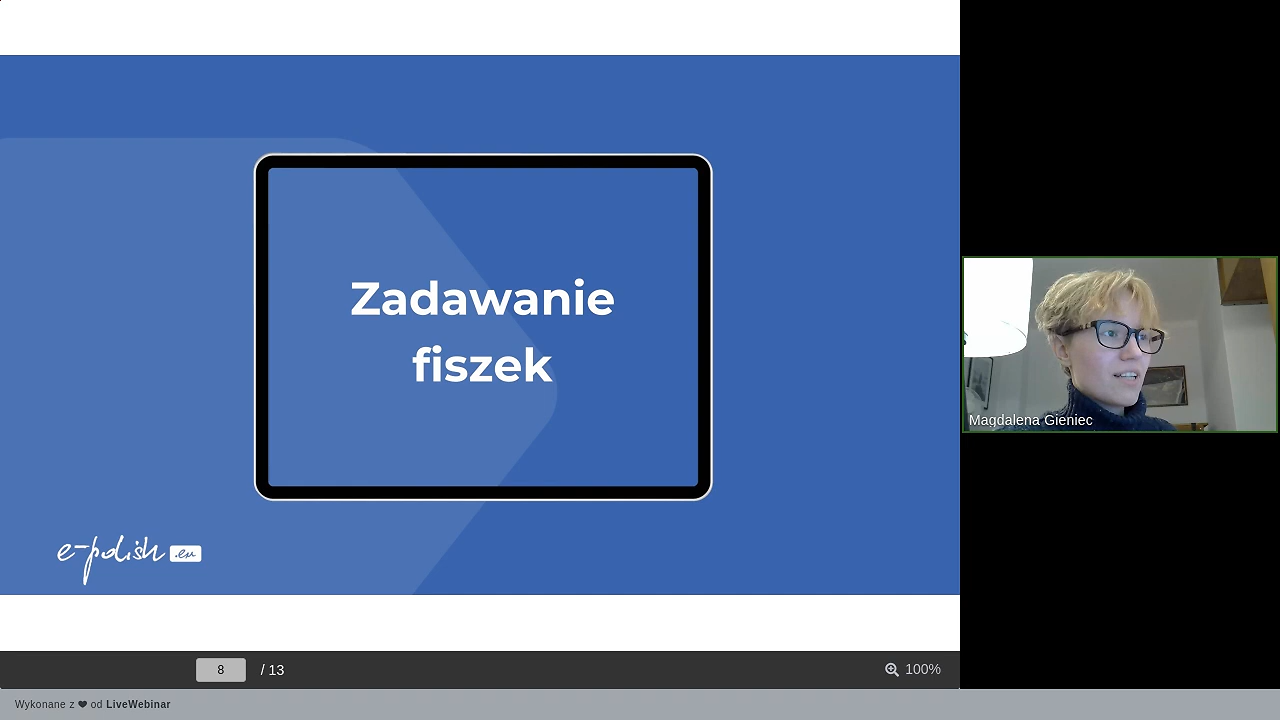 Zadawanie
fiszek
e-polish .eu
Magdalena Gieniec
8 / 13
100%
Wykonane z ❤ od LiveWebinar